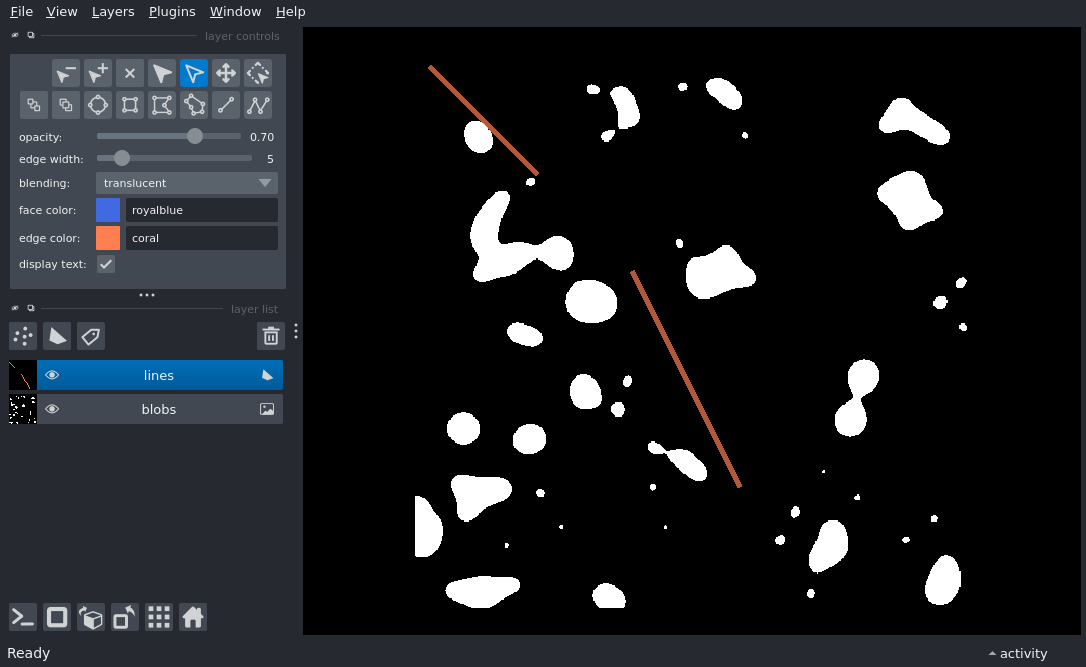 File View Layers Plugins Window Help
layer controls
opacity: 0.70
edge width: 5
blending: translucent
face color: royalblue
edge color: coral
display text:
layer list
lines
blobs
Ready
activity